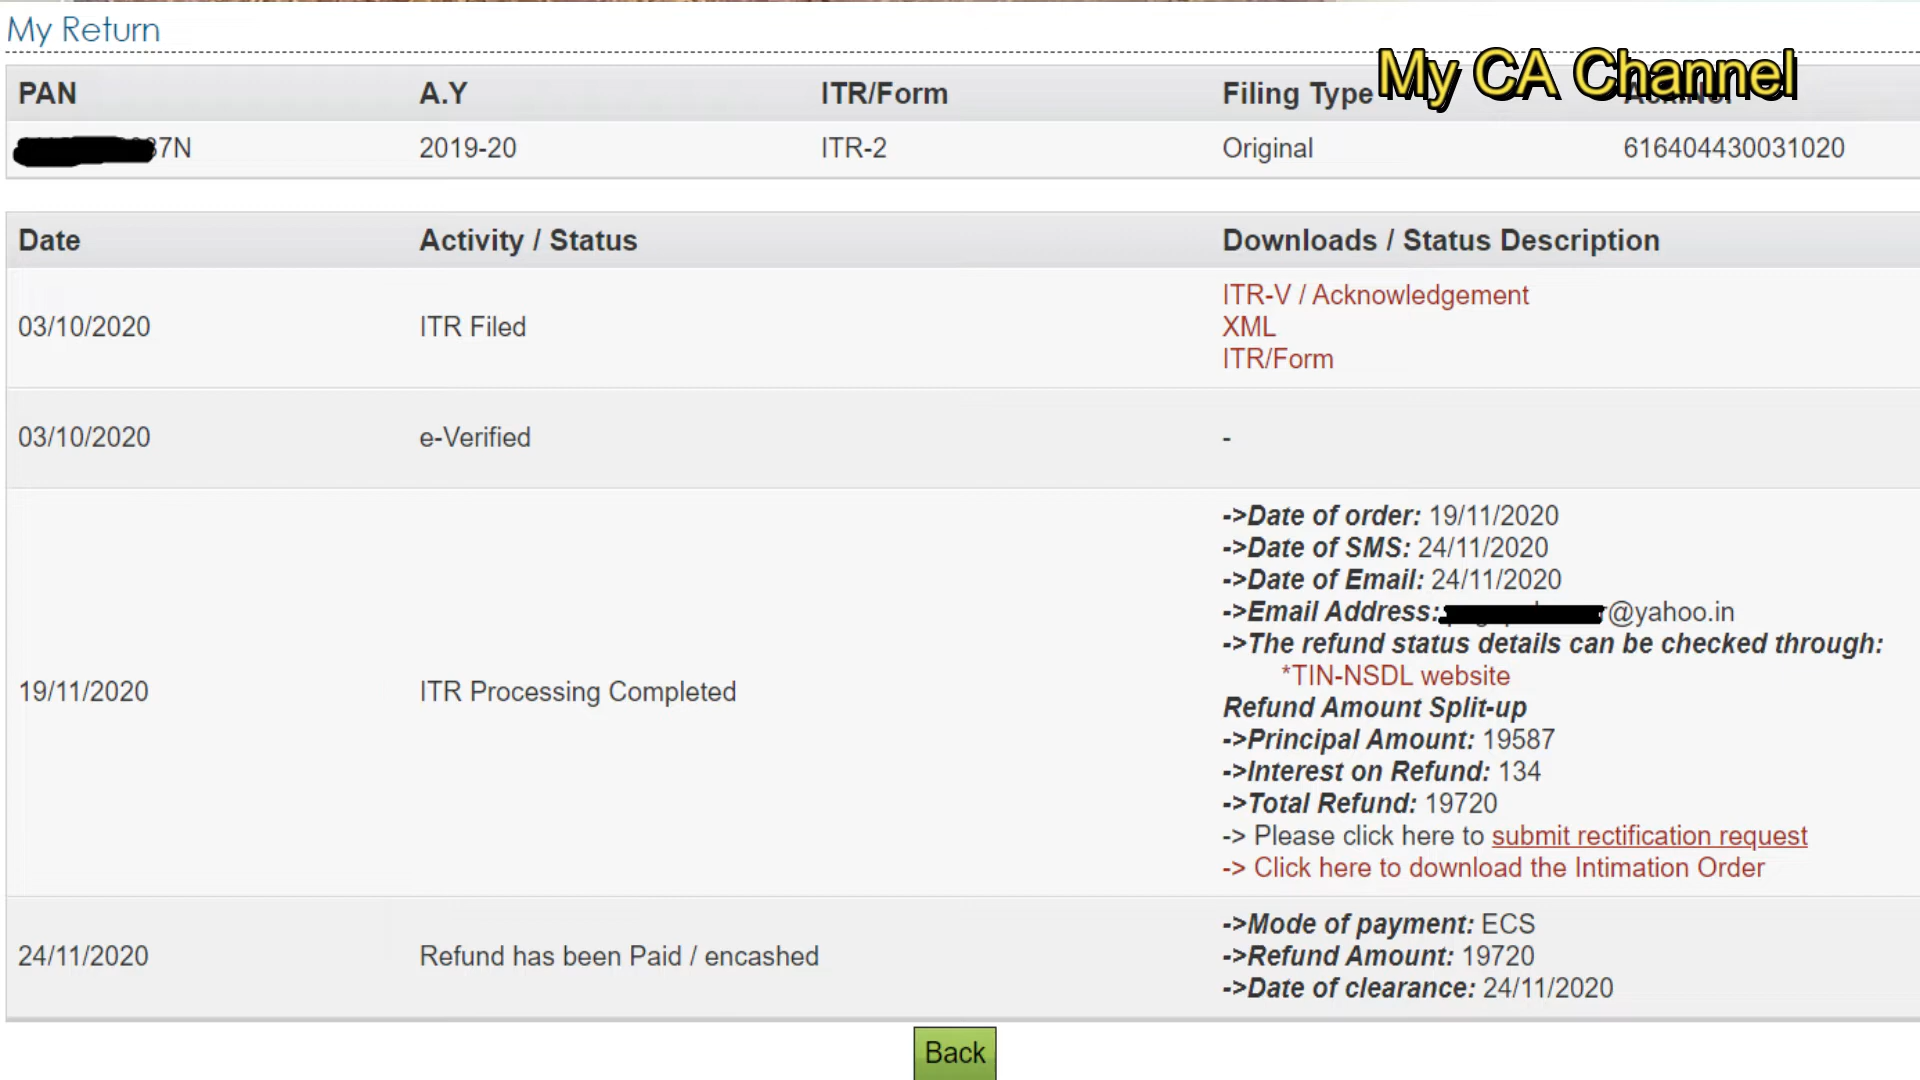 My Return
My CA Channel
PAN A.Y ITR/Form Filing Type
7N 2019-20 ITR-2 Original 616404430031020
Date Activity / Status Downloads / Status Description
ITR-V / Acknowledgement
03/10/2020 ITR Filed XML
ITR/Form
03/10/2020 e-Verified -
->Date of order: 19/11/2020
->Date of SMS: 24/11/2020
->Date of Email: 24/11/2020
->Email Address: @yahoo.in
->The refund status details can be checked through:
*TIN-NSDL website
19/11/2020 ITR Processing Completed
Refund Amount Split-up
->Principal Amount: 19587
->Interest on Refund: 134
->Total Refund: 19720
-> Please click here to submit rectification request
-> Click here to download the Intimation Order
->Mode of payment: ECS
24/11/2020 Refund has been Paid / encashed ->Refund Amount: 19720
->Date of clearance: 24/11/2020
Back